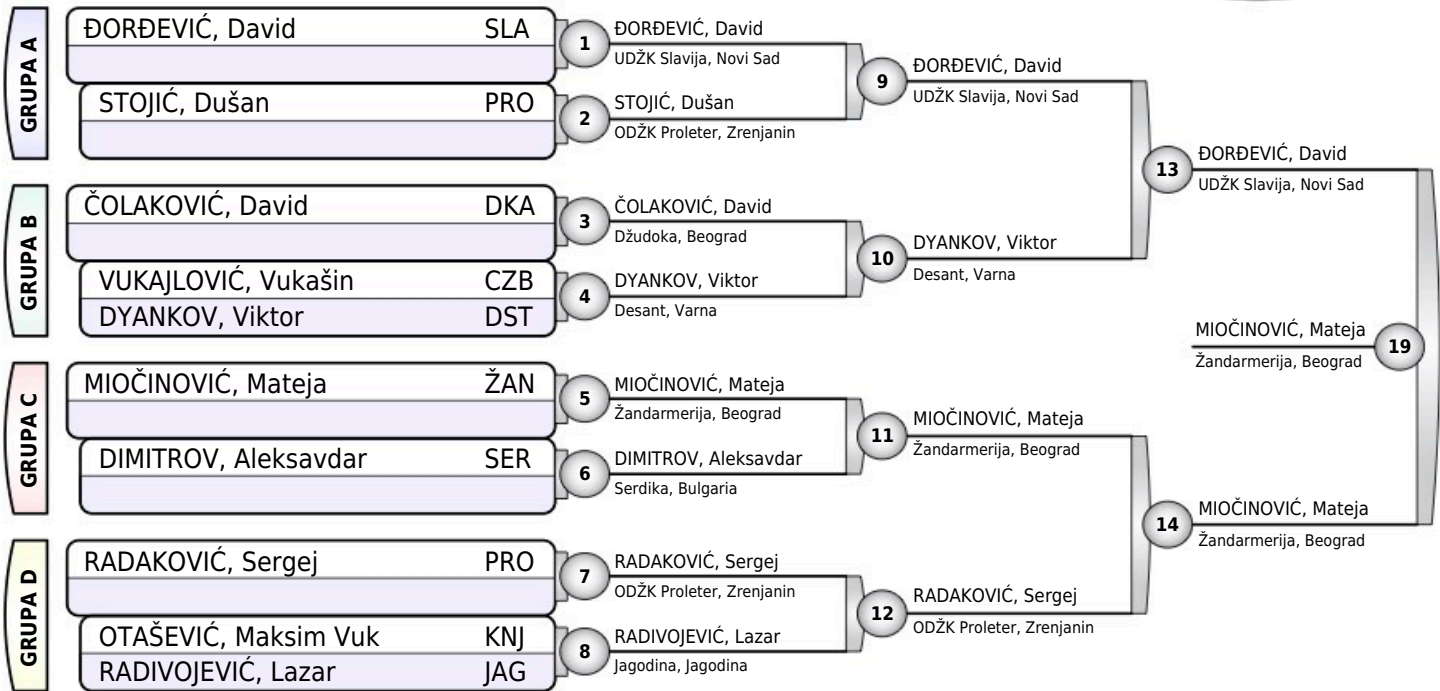 GRUPA A
ĐORĐEVIĆ, David SLA
STOJIĆ, Dušan PRO
GRUPA B
ČOLAKOVIĆ, David DKA
VUKAJLOVIĆ, Vukašin CZB
DYANKOV, Viktor DST
GRUPA C
MIOČINOVIĆ, Mateja ŽAN
DIMITROV, Aleksavdar SER
GRUPA D
RADAKOVIĆ, Sergej PRO
OTAŠEVIĆ, Maksim Vuk KNJ
RADIVOJEVIĆ, Lazar JAG
1
ĐORĐEVIĆ, David
UDŽK Slavija, Novi Sad
2
STOJIĆ, Dušan
ODŽK Proleter, Zrenjanin
3
ČOLAKOVIĆ, David
Džudoka, Beograd
4
DYANKOV, Viktor
Desant, Varna
5
MIOČINOVIĆ, Mateja
Žandarmerija, Beograd
6
DIMITROV, Aleksavdar
Serdika, Bulgaria
7
RADAKOVIĆ, Sergej
ODŽK Proleter, Zrenjanin
8
RADIVOJEVIĆ, Lazar
Jagodina, Jagodina
9
ĐORĐEVIĆ, David
UDŽK Slavija, Novi Sad
10
DYANKOV, Viktor
Desant, Varna
11
MIOČINOVIĆ, Mateja
Žandarmerija, Beograd
12
RADAKOVIĆ, Sergej
ODŽK Proleter, Zrenjanin
13
ĐORĐEVIĆ, David
UDŽK Slavija, Novi Sad
14
MIOČINOVIĆ, Mateja
Žandarmerija, Beograd
MIOČINOVIĆ, Mateja
Žandarmerija, Beograd
19